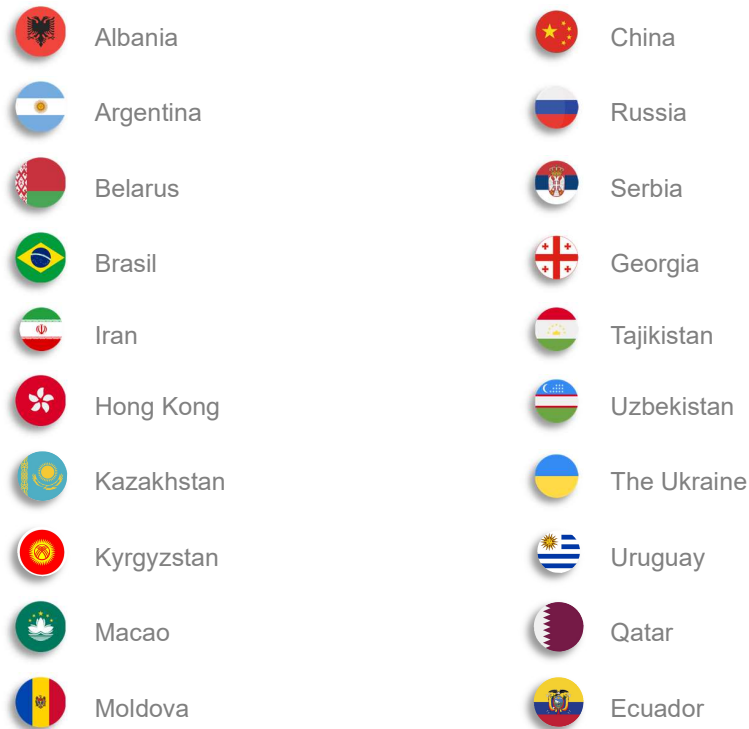 Albania
Argentina
Belarus
Brasil
Iran
Hong Kong
Kazakhstan
Kyrgyzstan
Macao
Moldova
China
Russia
Serbia
Georgia
Tajikistan
Uzbekistan
The Ukraine
Uruguay
Qatar
Ecuador